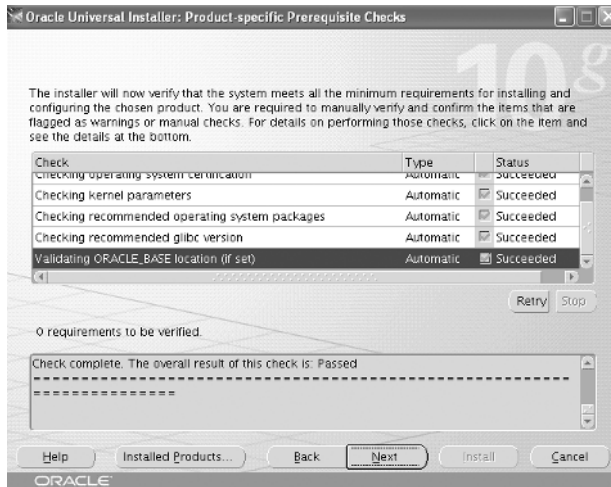 Oracle Universal Installer: Product-specific Prerequisite Checks
10g
The installer will now verify that the system meets all the minimum requirements for installing and
configuring the chosen product. You are required to manually verify and confirm the items that are
flagged as warnings or manual checks. For details on performing those checks, click on the item and
see the details at the bottom.
Check Type Status
Checking operating system certification Automatic Succeeded
Checking kernel parameters Automatic Succeeded
Checking recommended operating system packages Automatic Succeeded
Checking recommended glibc version Automatic Succeeded
Validating ORACLE_BASE location (if set) Automatic Succeeded
Retry Stop
0 requirements to be verified.
Check complete. The overall result of this check is: Passed
Help Installed Products... Back Next Install Cancel
ORACLE